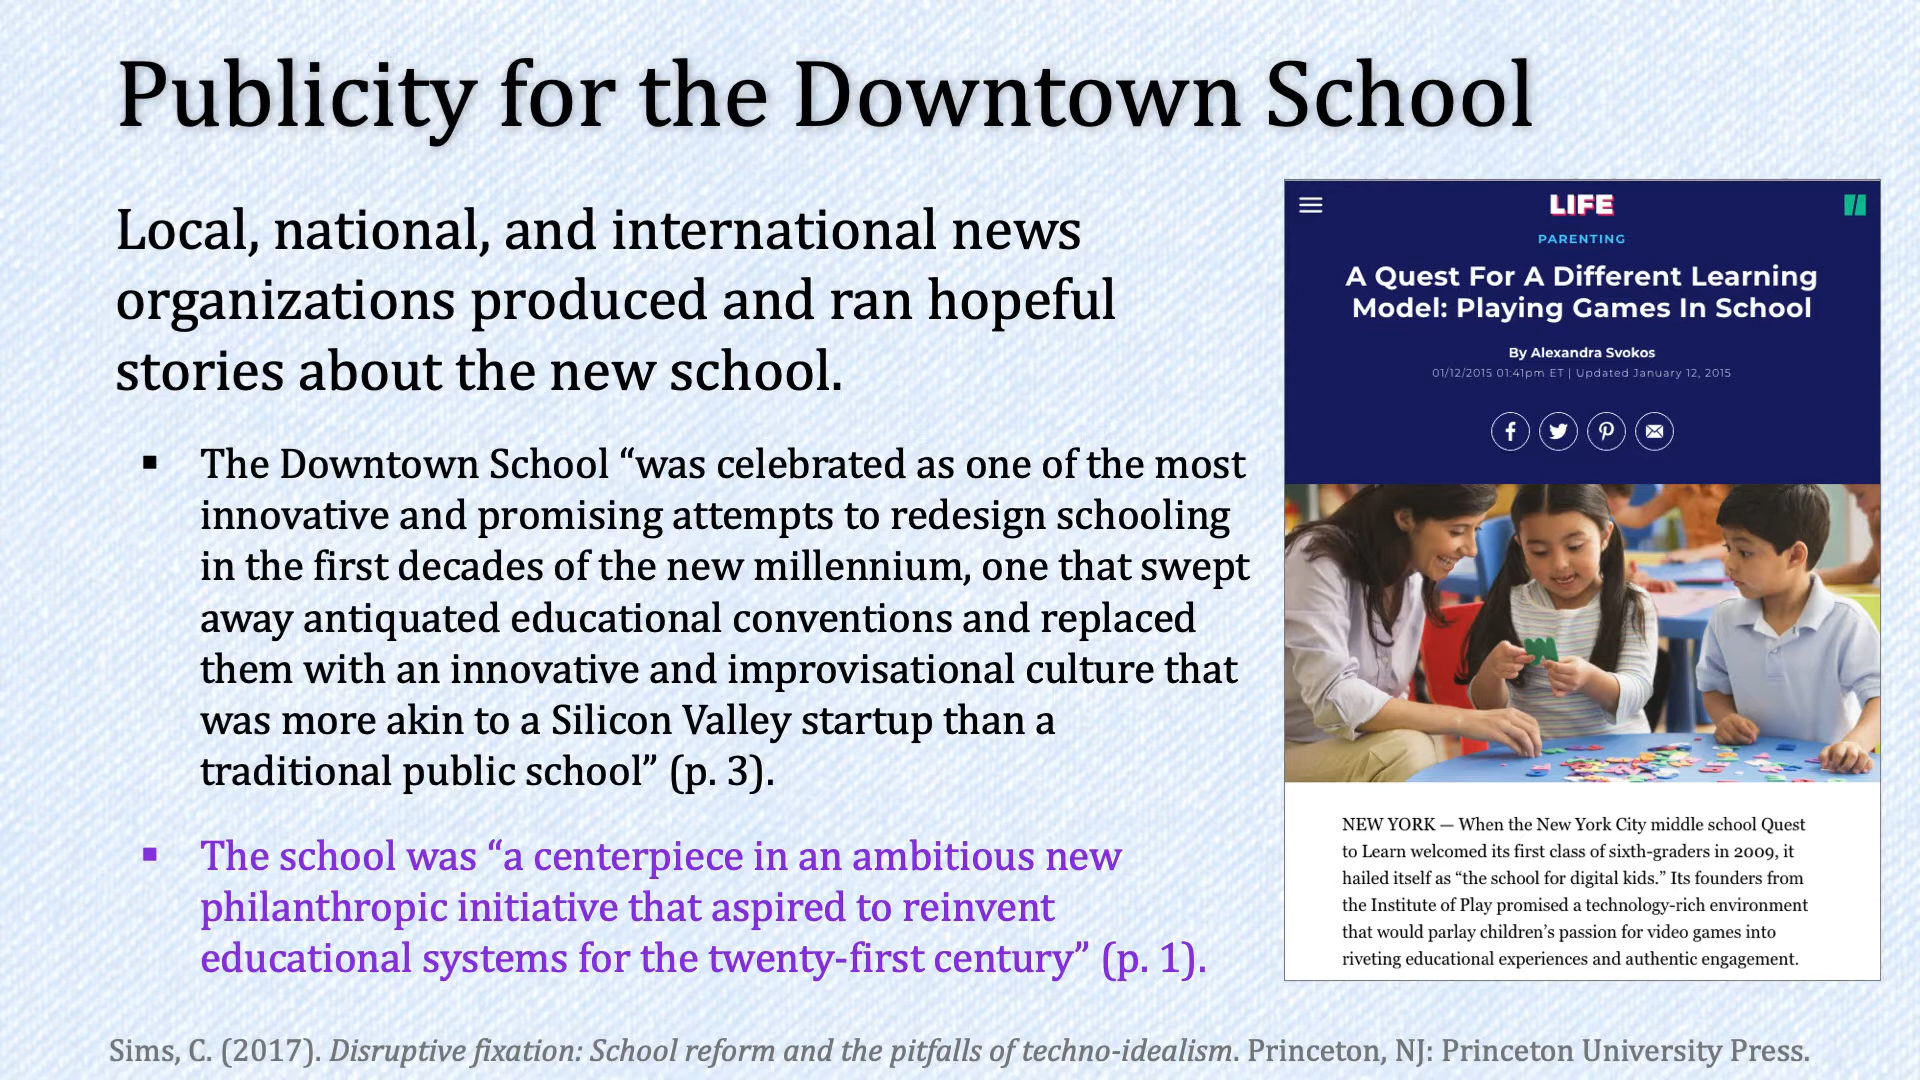 Publicity for the Downtown School
Local, national, and international news
organizations produced and ran hopeful
stories about the new school.
▪ The Downtown School “was celebrated as one of the most
innovative and promising attempts to redesign schooling
in the first decades of the new millennium, one that swept
away antiquated educational conventions and replaced
them with an innovative and improvisational culture that
was more akin to a Silicon Valley startup than a
traditional public school” (p. 3).
▪ The school was “a centerpiece in an ambitious new
philanthropic initiative that aspired to reinvent
educational systems for the twenty-first century” (p. 1).
LIFE
PARENTING
A Quest For A Different Learning
Model: Playing Games In School
By Alexandra Svokos
01/12/2015 01:41pm ET | Updated January 12, 2015
NEW YORK — When the New York City middle school Quest
to Learn welcomed its first class of sixth-graders in 2009, it
hailed itself as “the school for digital kids.” Its founders from
the Institute of Play promised a technology-rich environment
that would parlay children’s passion for video games into
riveting educational experiences and authentic engagement.
Sims, C. (2017). Disruptive fixation: School reform and the pitfalls of techno-idealism. Princeton, NJ: Princeton University Press.